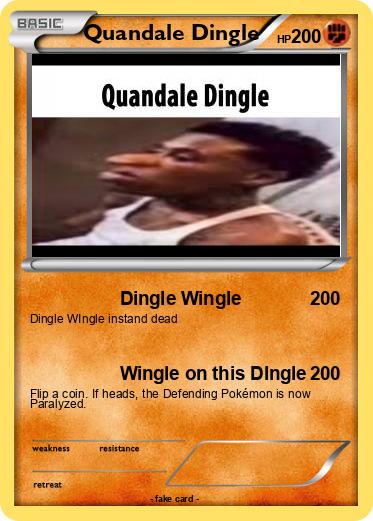 BASIC
Quandale Dingle HP200
Quandale Dingle
Dingle Wingle 200
Dingle WIngle instand dead
Wingle on this DIngle 200
Flip a coin. If heads, the Defending Pokémon is now
Paralyzed.
weakness resistance
retreat
- fake card -